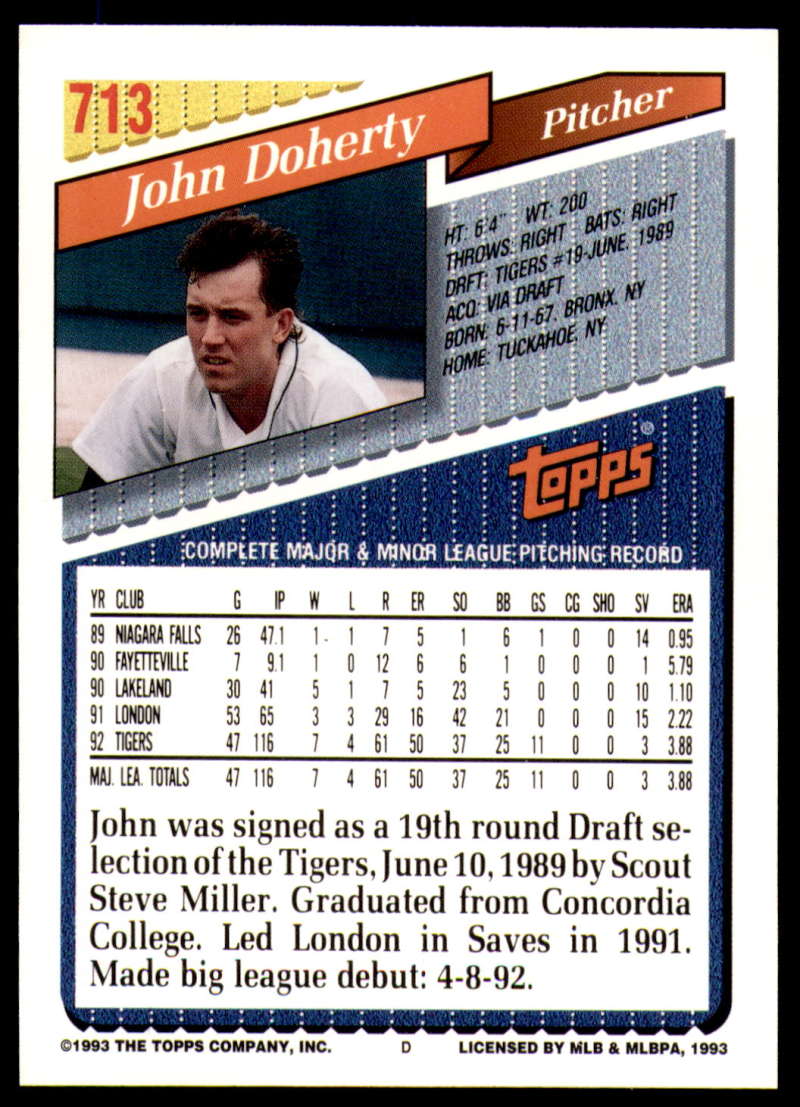 713
John Doherty
Pitcher
HT: 6'4" WT: 200
THROWS: RIGHT BATS: RIGHT
DRFT: TIGERS #19-JUNE, 1989
ACQ: VIA DRAFT
BORN: 6-11-67, BRONX, NY
HOME: TUCKAHOE, NY
topps®
COMPLETE MAJOR & MINOR LEAGUE PITCHING RECORD
YR CLUB G IP W L R ER SO BB GS CG SHO SV ERA
89 NIAGARA FALLS 26 47.1 1 1 7 5 1 6 1 0 0 14 0.95
90 FAYETTEVILLE 7 9.1 1 0 12 6 6 1 0 0 0 1 5.79
90 LAKELAND 30 41 5 1 7 5 23 5 0 0 0 10 1.10
91 LONDON 53 65 3 3 29 16 42 21 0 0 0 15 2.22
92 TIGERS 47 116 7 4 61 50 37 25 11 0 0 3 3.88
MAJ. LEA. TOTALS 47 116 7 4 61 50 37 25 11 0 0 3 3.88
John was signed as a 19th round Draft se-
lection of the Tigers, June 10, 1989 by Scout
Steve Miller. Graduated from Concordia
College. Led London in Saves in 1991.
Made big league debut: 4-8-92.
©1993 THE TOPPS COMPANY, INC. D LICENSED BY MLB & MLBPA, 1993